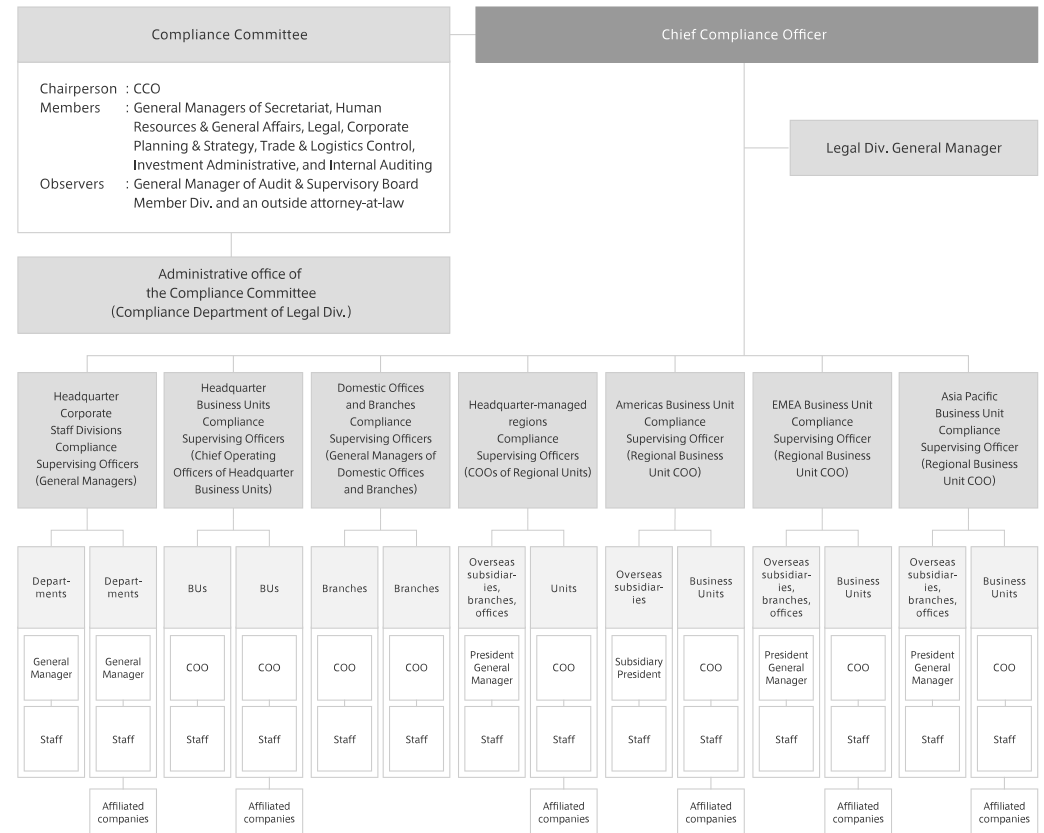 Compliance Committee
Chief Compliance Officer
Chairperson : CCO
Members : General Managers of Secretariat, Human
Resources & General Affairs, Legal, Corporate
Planning & Strategy, Trade & Logistics Control,
Investment Administrative, and Internal Auditing
Observers : General Manager of Audit & Supervisory Board
Member Div. and an outside attorney-at-law
Legal Div. General Manager
Administrative office of
the Compliance Committee
(Compliance Department of Legal Div.)
Headquarter
Corporate
Staff Divisions
Compliance
Supervising Officers
(General Managers)
Headquarter
Business Units
Compliance
Supervising Officers
(Chief Operating
Officers of Headquarter
Business Units)
Domestic Offices
and Branches
Compliance
Supervising Officers
(General Managers of
Domestic Offices
and Branches)
Headquarter-managed
regions
Compliance
Supervising Officers
(COOs of Regional Units)
Americas Business Unit
Compliance
Supervising Officer
(Regional Business
Unit COO)
EMEA Business Unit
Compliance
Supervising Officer
(Regional Business
Unit COO)
Asia Pacific
Business Unit
Compliance
Supervising Officer
(Regional Business
Unit COO)
Depart-
ments
Depart-
ments
BUs
BUs
Branches
Branches
Overseas
subsidiar-
ies,
branches,
offices
Units
Overseas
subsidiar-
ies
Business
Units
Overseas
subsidiar-
ies,
branches,
offices
Business
Units
Overseas
subsidiar-
ies,
branches,
offices
Business
Units
General
Manager
General
Manager
COO
COO
COO
COO
President
General
Manager
COO
Subsidiary
President
COO
President
General
Manager
COO
President
General
Manager
COO
Staff
Staff
Staff
Staff
Staff
Staff
Staff
Staff
Staff
Staff
Staff
Staff
Staff
Staff
Affiliated
companies
Affiliated
companies
Affiliated
companies
Affiliated
companies
Affiliated
companies
Affiliated
companies